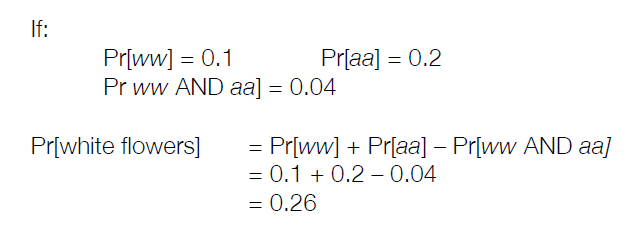 If:
Pr[ww] = 0.1 Pr[aa] = 0.2
Pr ww AND aa] = 0.04
Pr[white flowers] = Pr[ww] + Pr[aa] – Pr[ww AND aa]
= 0.1 + 0.2 – 0.04
= 0.26